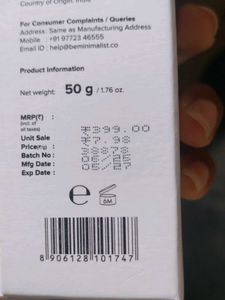 Country of Origin:
For Consumer Complaints / Queries
Address : Same as Manufacturing Address
Mobile : +91 97723 46555
Email ID : help@beminimalist.co
Product Information
Net weight: 50 g / 1.76 oz.
MRP(₹) : ₹399.00
(incl. of
all taxes)
Unit Sale ₹7.98
Price/g :
Batch No :
Mfg Date :
Exp Date :
e 6M
8 906128 101747